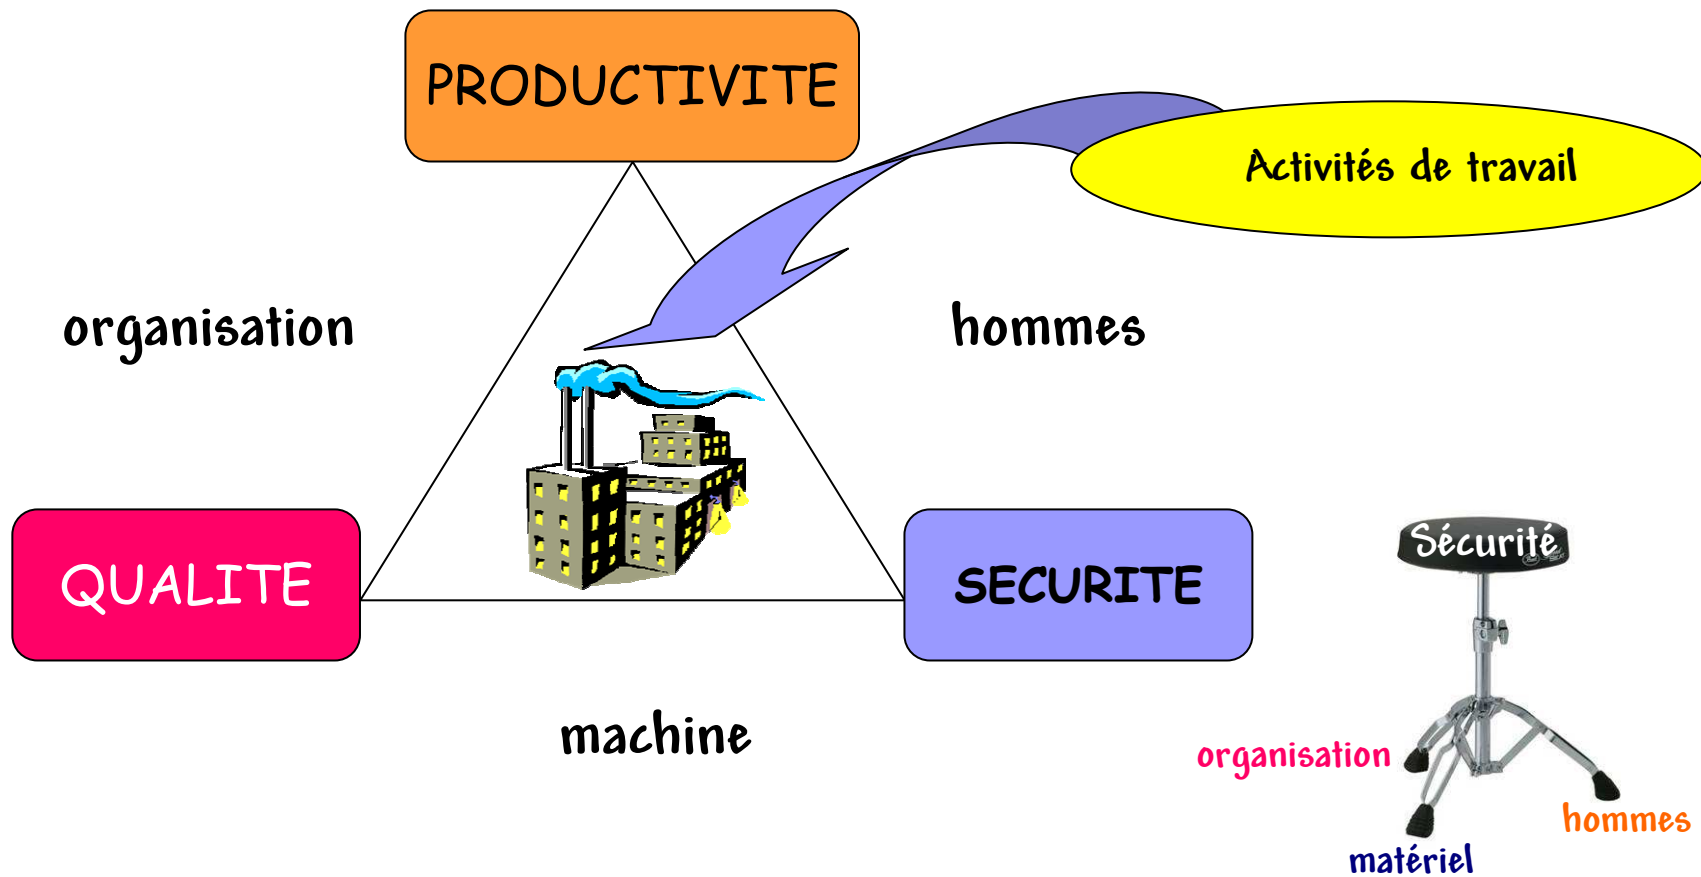 PRODUCTIVITE
Activités de travail
organisation
hommes
QUALITE
SECURITE
Sécurité
machine
organisation
hommes
matériel